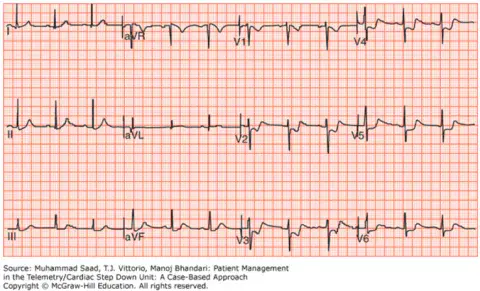 I aVR V1 V4
II aVL V2 V5
III aVF V3 V6
Source: Muhammad Saad, T.J. Vittorio, Manoj Bhandari: Patient Management
in the Telemetry/Cardiac Step Down Unit: A Case-Based Approach
Copyright © McGraw-Hill Education. All rights reserved.